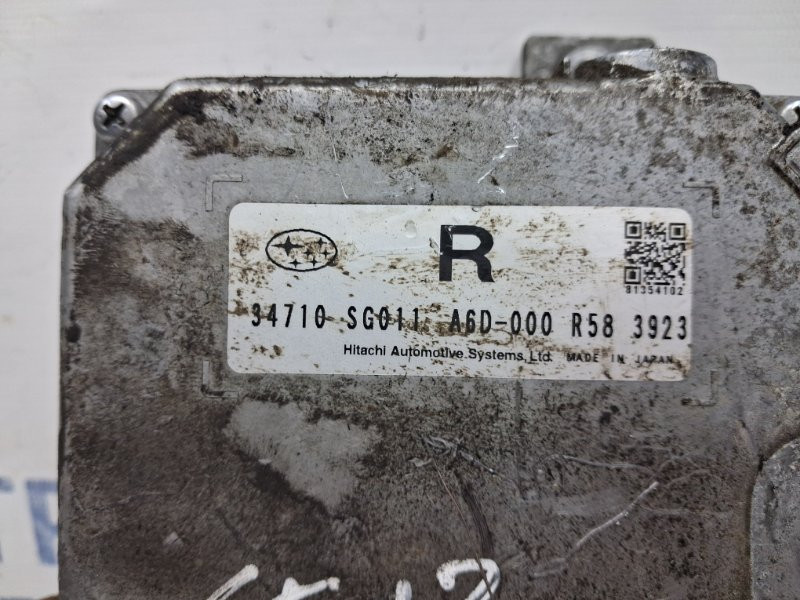 R
81354102
34710 SG011 A6D-000 R58 3923
Hitachi Automotive Systems, Ltd. MADE IN JAPAN